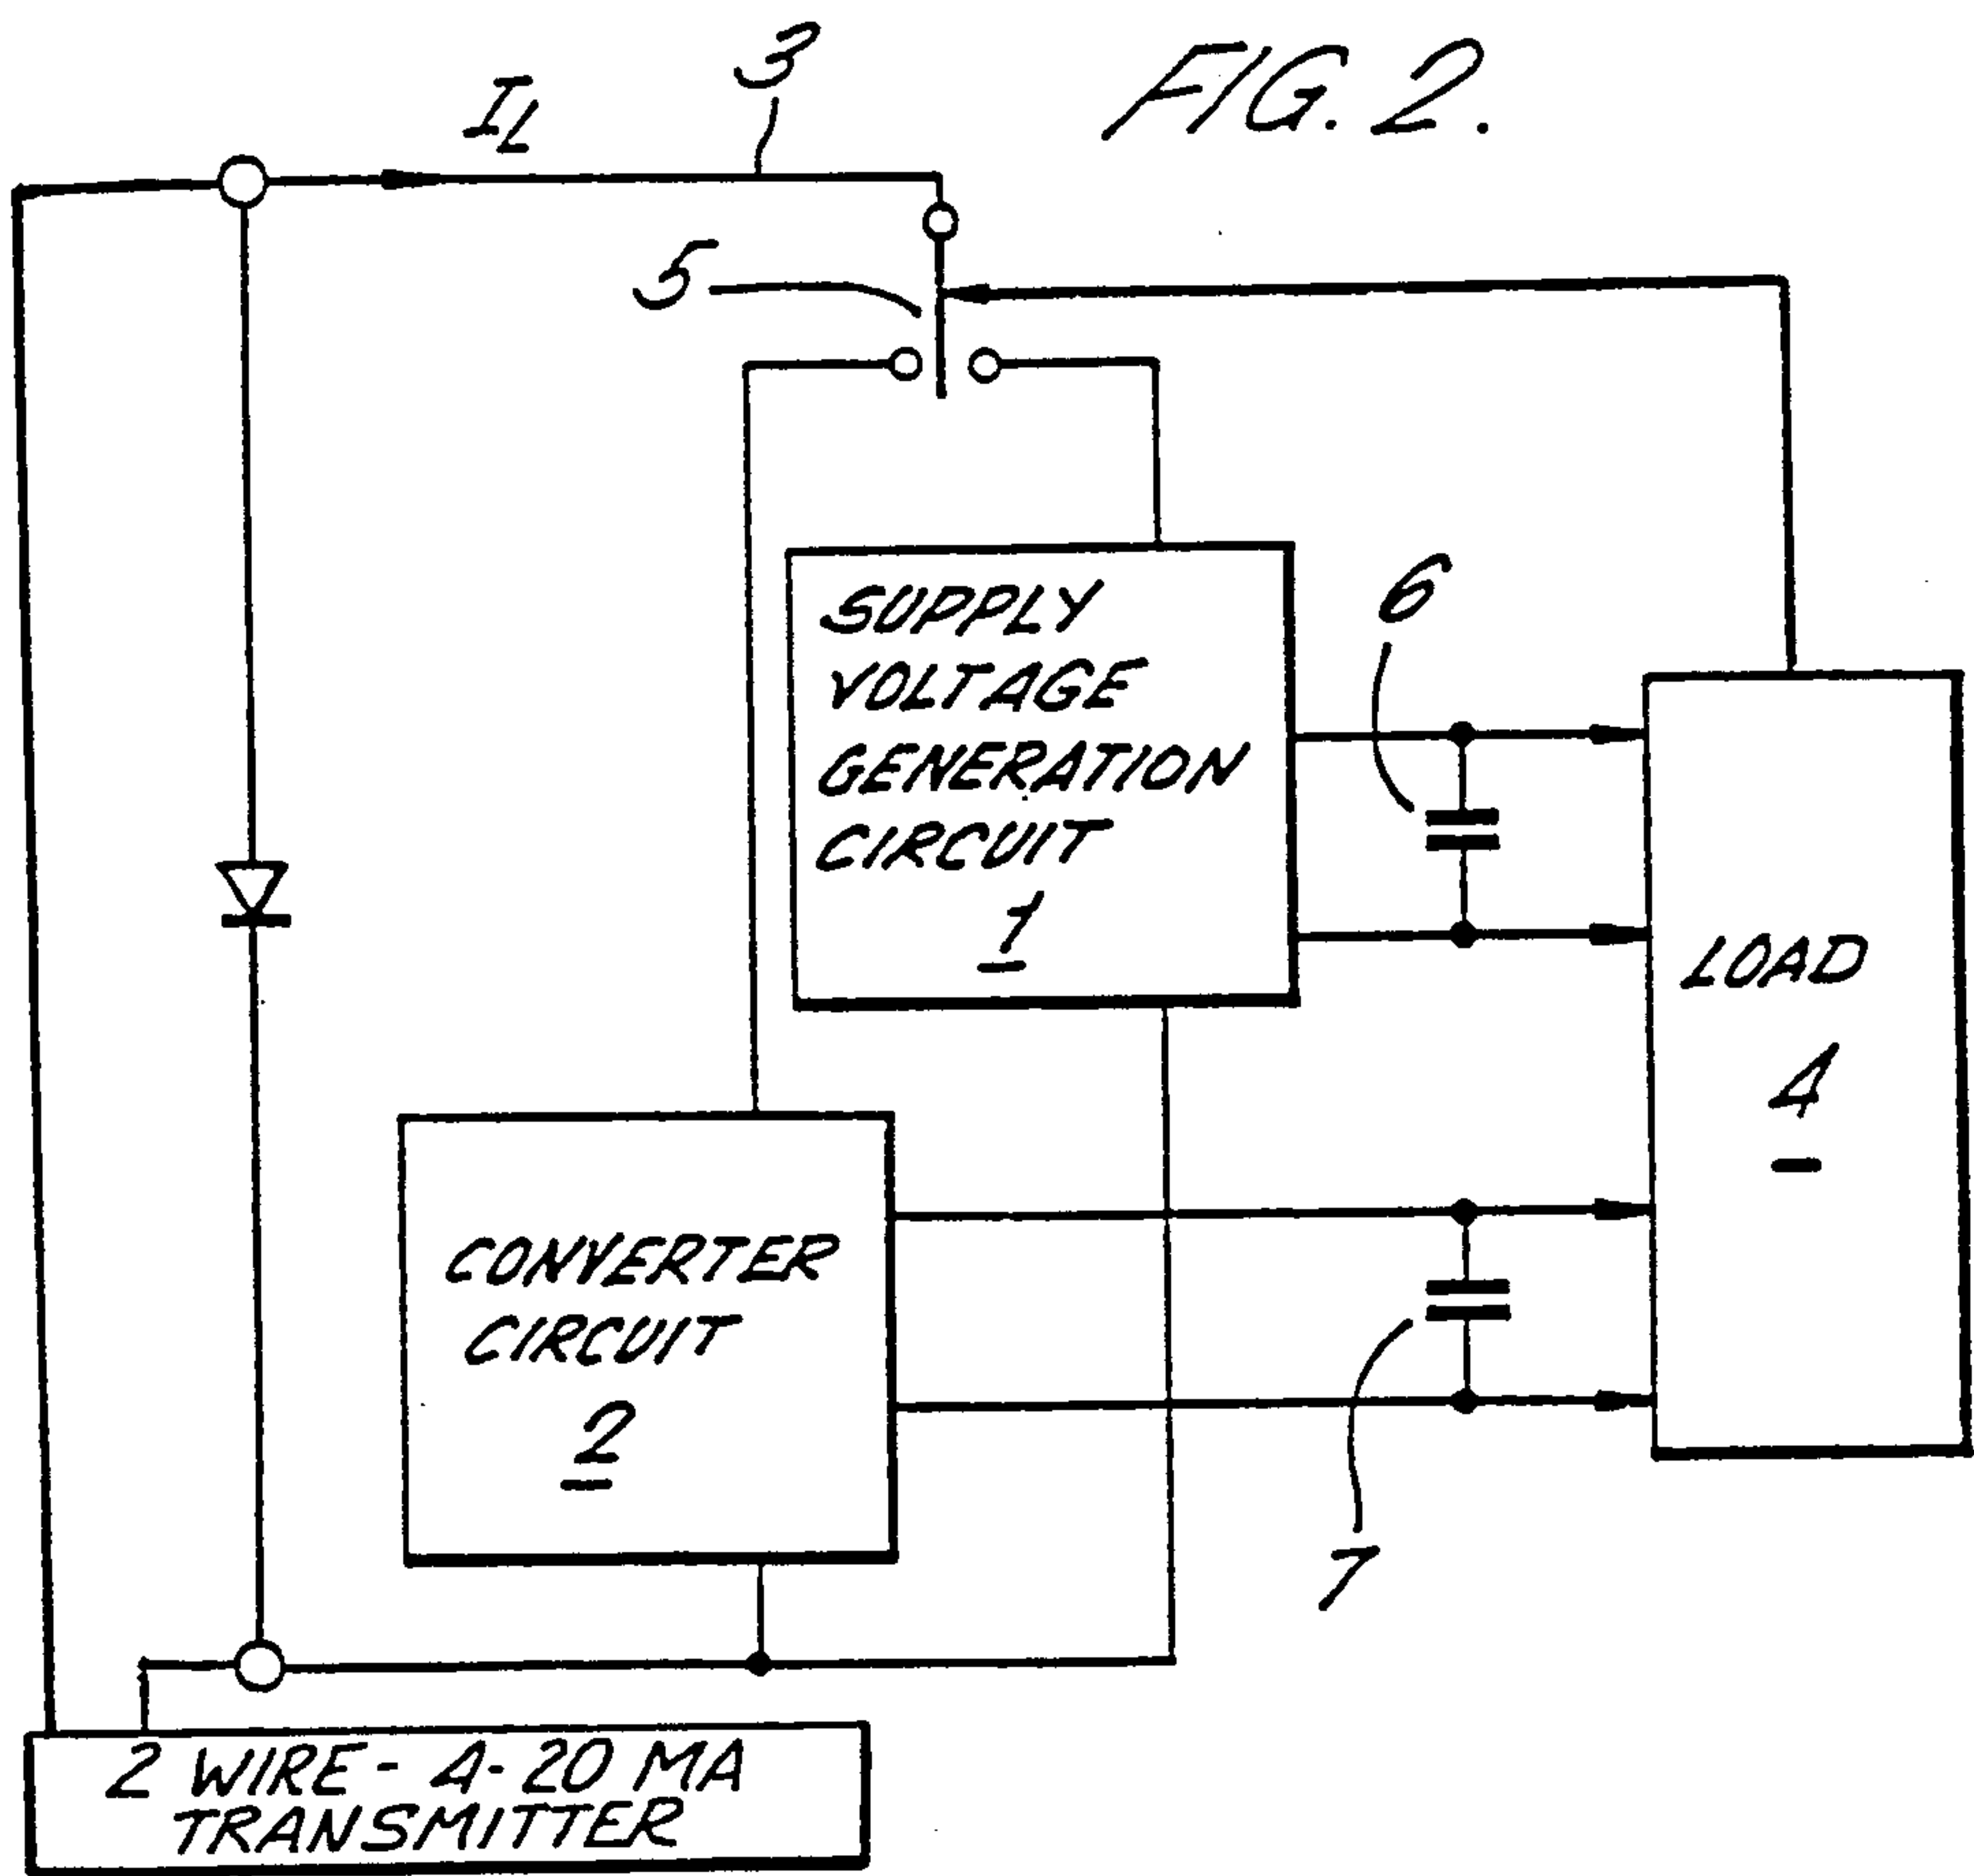 3
FIG. 2.
IL
5
SUPPLY
VOLTAGE
GENERATION
CIRCUIT
1
6
LOAD
4
CONVERTER
CIRCUIT
2
7
2 WIRE - 4-20 MA
TRANSMITTER